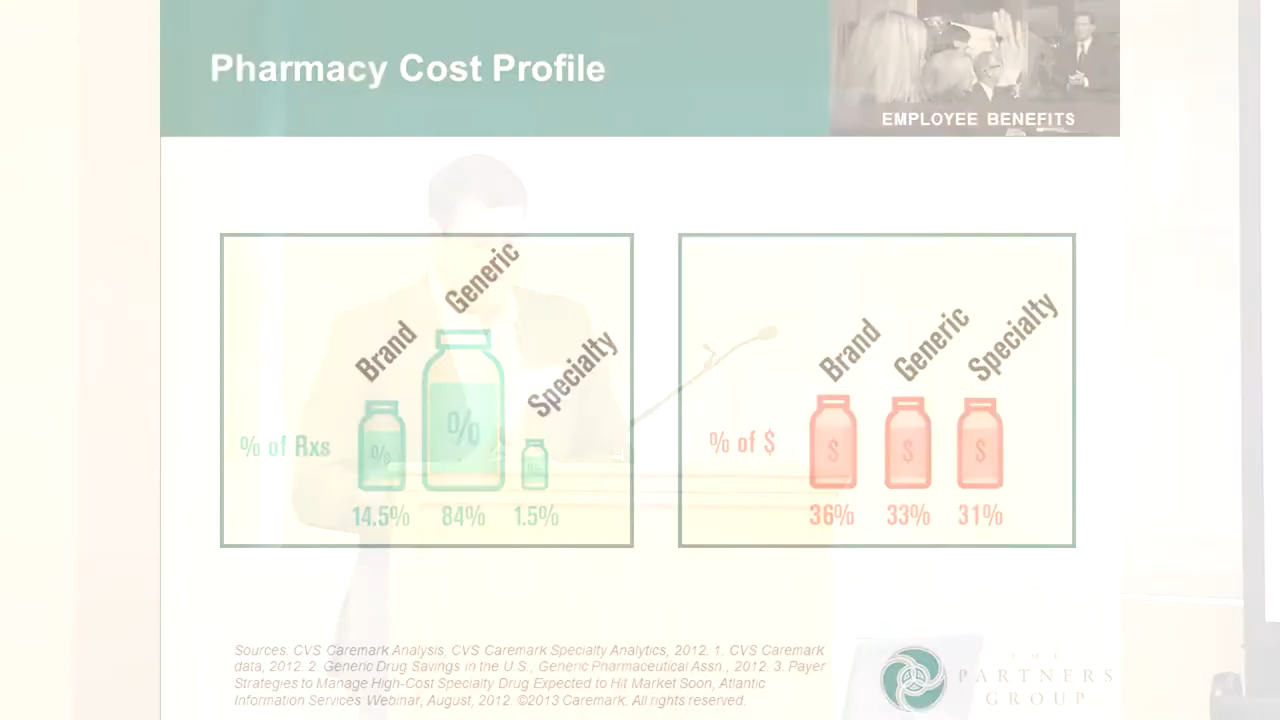 Pharmacy Cost Profile
EMPLOYEE BENEFITS
Brand
Generic
Specialty
% of Rxs
%
%
14.5%
84%
1.5%
Brand
Generic
Specialty
% of $
$
$
$
36%
33%
31%
Sources: CVS Caremark Analysis, CVS Caremark Specialty Analytics, 2012. 1. CVS Caremark
data, 2012. 2. Generic Drug Savings in the U.S., Generic Pharmaceutical Assn., 2012. 3. Payer
Strategies to Manage High-Cost Specialty Drug Expected to Hit Market Soon, Atlantic
Information Services Webinar, August, 2012. ©2013 Caremark. All rights reserved.
THE
PARTNERS
GROUP